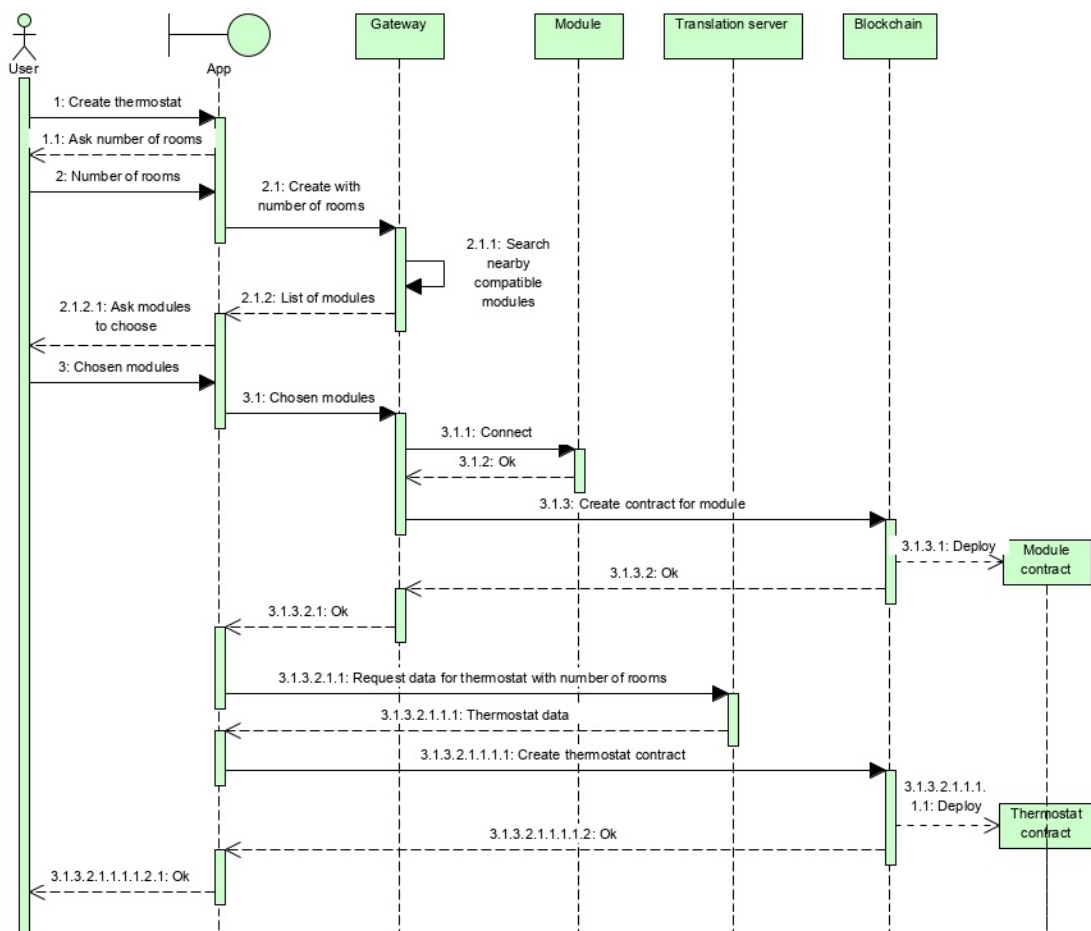 Gateway
Module
Translation server
Blockchain
User
App
1: Create thermostat
1.1: Ask number of rooms
2: Number of rooms
2.1: Create with
number of rooms
2.1.1: Search
nearby
compatible
modules
2.1.2: List of modules
2.1.2.1: Ask modules
to choose
3: Chosen modules
3.1: Chosen modules
3.1.1: Connect
3.1.2: Ok
3.1.3: Create contract for module
3.1.3.1: Deploy
Module
contract
3.1.3.2: Ok
3.1.3.2.1: Ok
3.1.3.2.1.1: Request data for thermostat with number of rooms
3.1.3.2.1.1.1: Thermostat data
3.1.3.2.1.1.1.1: Create thermostat contract
3.1.3.2.1.1.1.
1.1: Deploy
Thermostat
contract
3.1.3.2.1.1.1.1.2: Ok
3.1.3.2.1.1.1.1.2.1: Ok